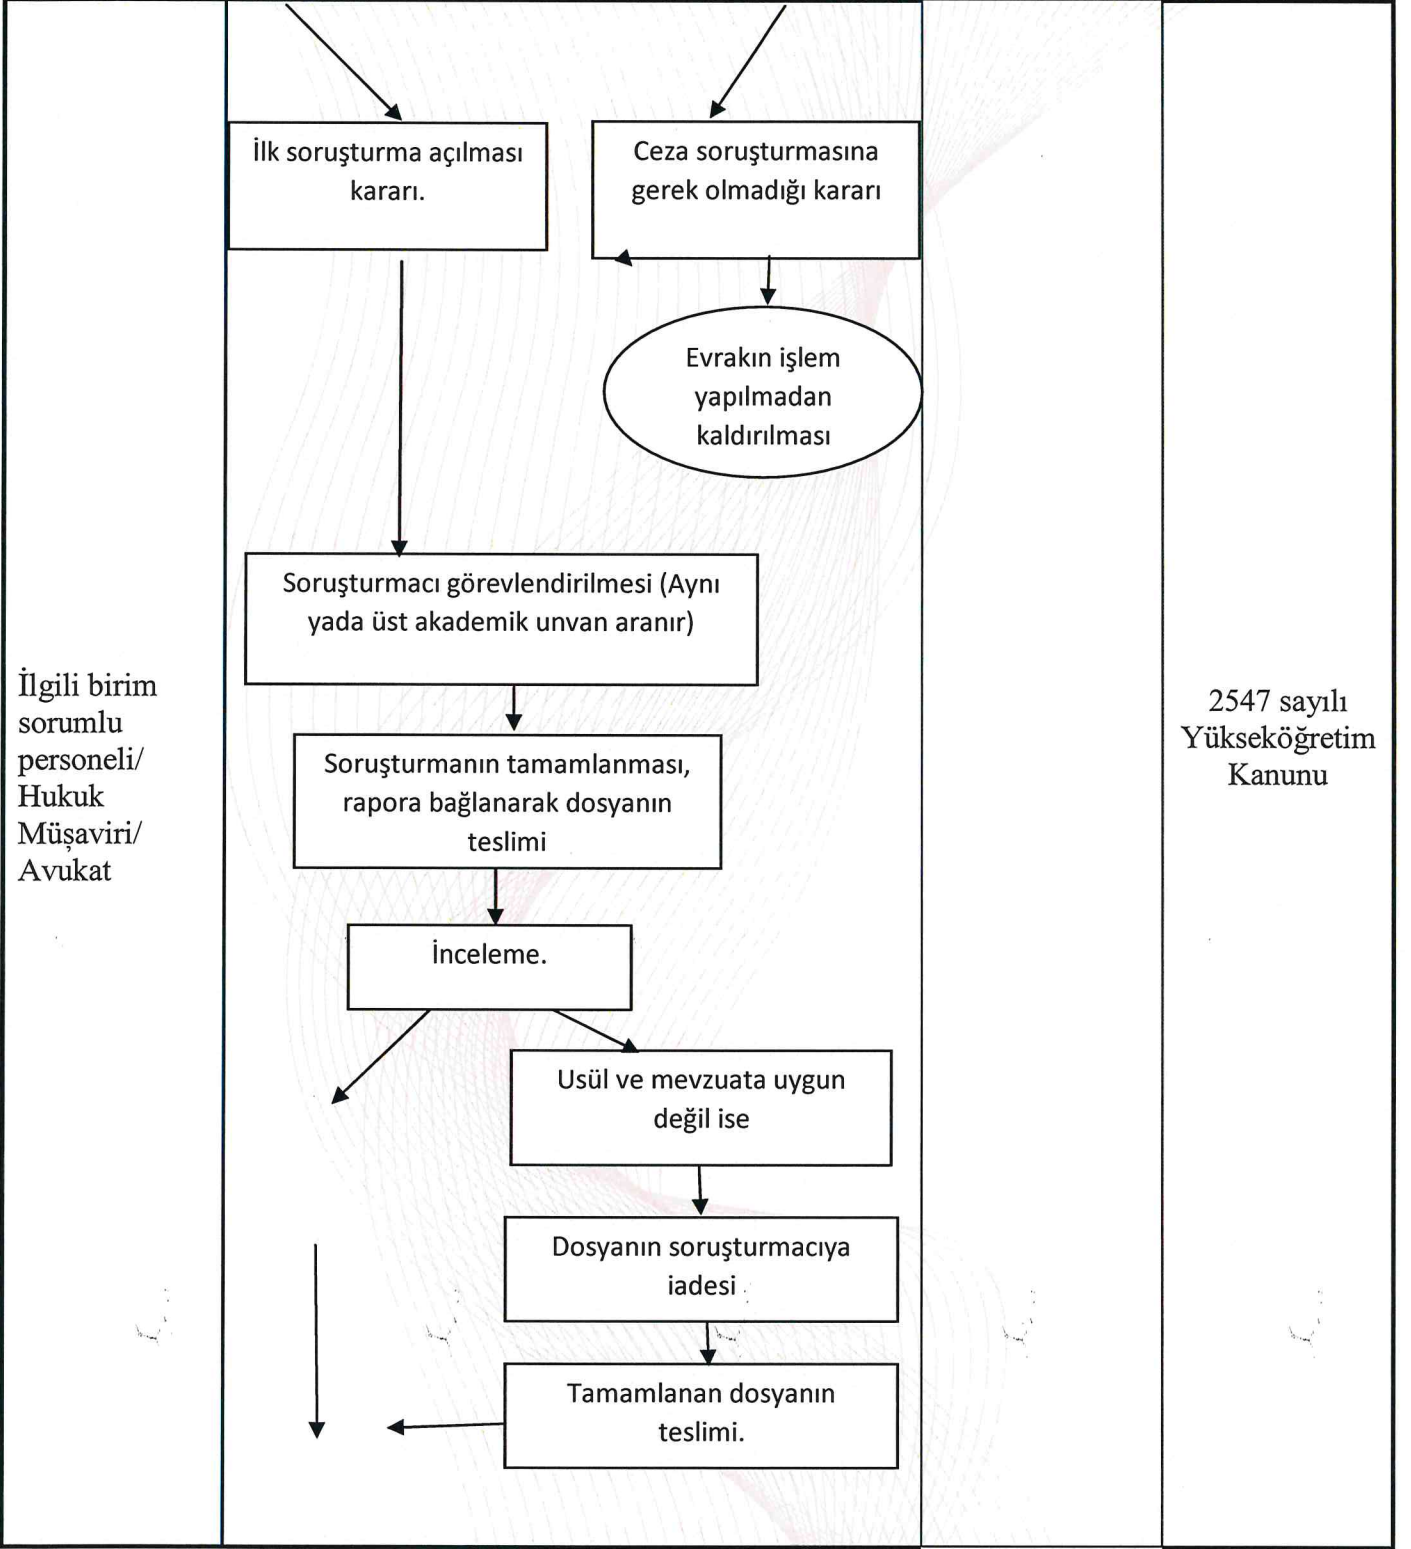 İlk soruşturma açılması
kararı.
Ceza soruşturmasına
gerek olmadığı kararı
Evrakın işlem
yapılmadan
kaldırılması
Soruşturmacı görevlendirilmesi (Aynı
yada üst akademik unvan aranır)
İlgili birim
sorumlu
personeli/
Hukuk
Müşaviri/
Avukat
2547 sayılı
Yükseköğretim
Kanunu
Soruşturmanın tamamlanması,
rapora bağlanarak dosyanın
teslimi
İnceleme.
Usül ve mevzuata uygun
değil ise
Dosyanın soruşturmacıya
iadesi
Tamamlanan dosyanın
teslimi.